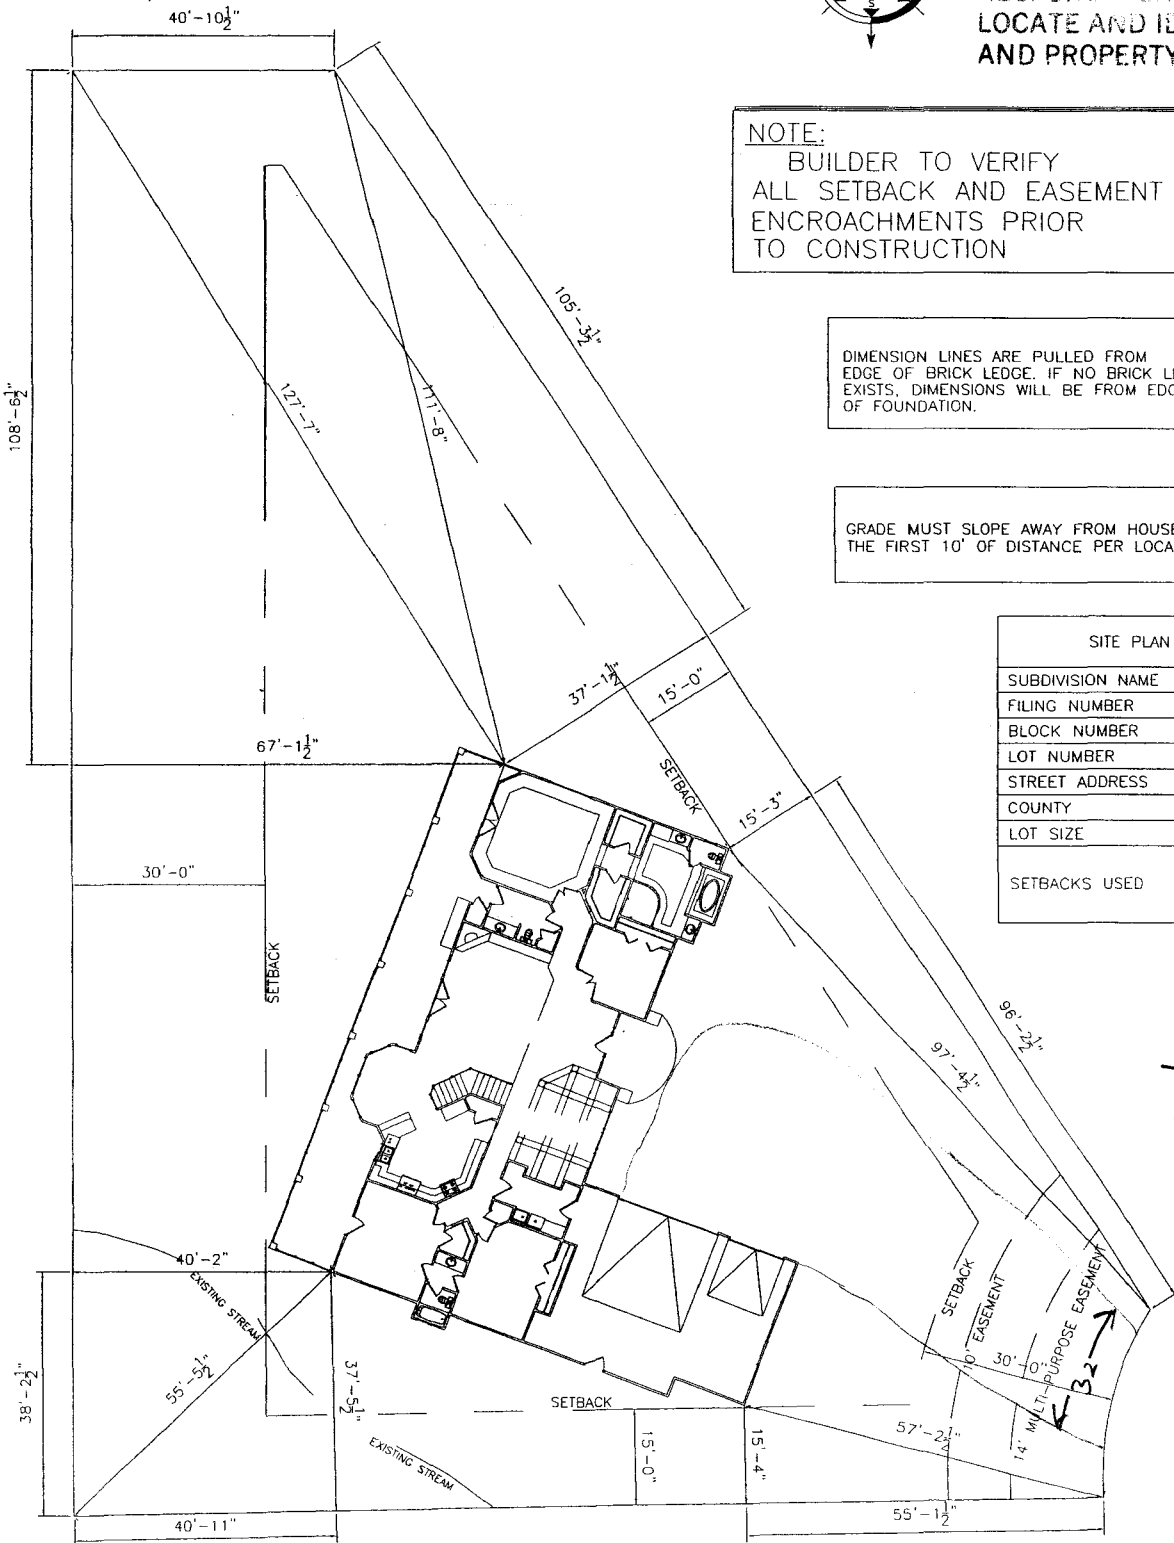 40'-10½"
S
LOCATE AND
AND PROPERTY
NOTE:
BUILDER TO VERIFY
ALL SETBACK AND EASEMENT
ENCROACHMENTS PRIOR
TO CONSTRUCTION
105'-3½"
108'-6½"
127'-7"
111'-8"
DIMENSION LINES ARE PULLED FROM
EDGE OF BRICK LEDGE. IF NO BRICK
EXISTS, DIMENSIONS WILL BE FROM
OF FOUNDATION.
GRADE MUST SLOPE AWAY FROM HOUSE
THE FIRST 10' OF DISTANCE PER
SITE PLAN
SUBDIVISION NAME
FILING NUMBER
BLOCK NUMBER
LOT NUMBER
STREET ADDRESS
COUNTY
LOT SIZE
SETBACKS USED
37'-1½"
15'-0"
67'-1½"
SETBACK
15'-3"
30'-0"
SETBACK
96'-2½"
97'-4½"
40'-2"
EXISTING STREAM
SETBACK
10' EASEMENT
14' MULTI-PURPOSE EASEMENT
30'-0"
32
38'-2½"
55'-5½"
37'-5½"
SETBACK
57'-2½"
EXISTING STREAM
15'-0"
15'-4"
40'-11"
55'-1½"